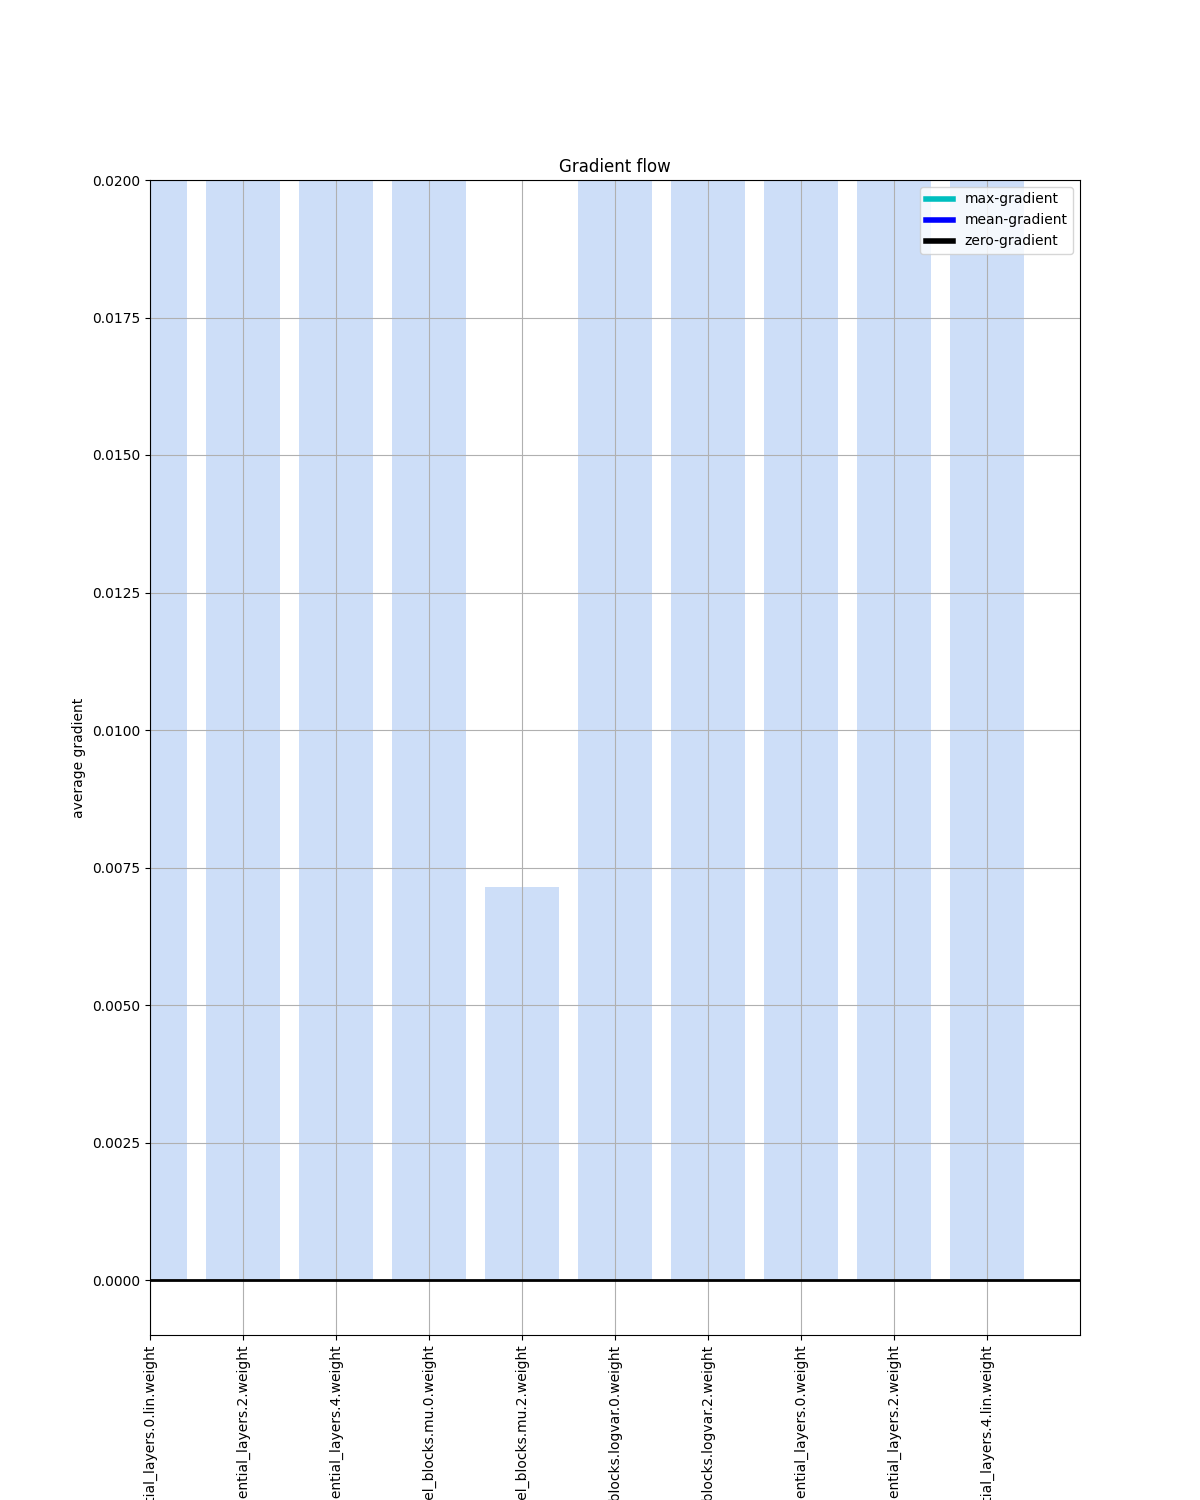 Gradient flow
max-gradient
mean-gradient
zero-gradient
average gradient
0.0200
0.0175
0.0150
0.0125
0.0100
0.0075
0.0050
0.0025
0.0000
tial_layers.0.lin.weight
ential_layers.2.weight
ential_layers.4.weight
el_blocks.mu.0.weight
el_blocks.mu.2.weight
blocks.logvar.0.weight
blocks.logvar.2.weight
ential_layers.0.weight
ential_layers.2.weight
tial_layers.4.lin.weight